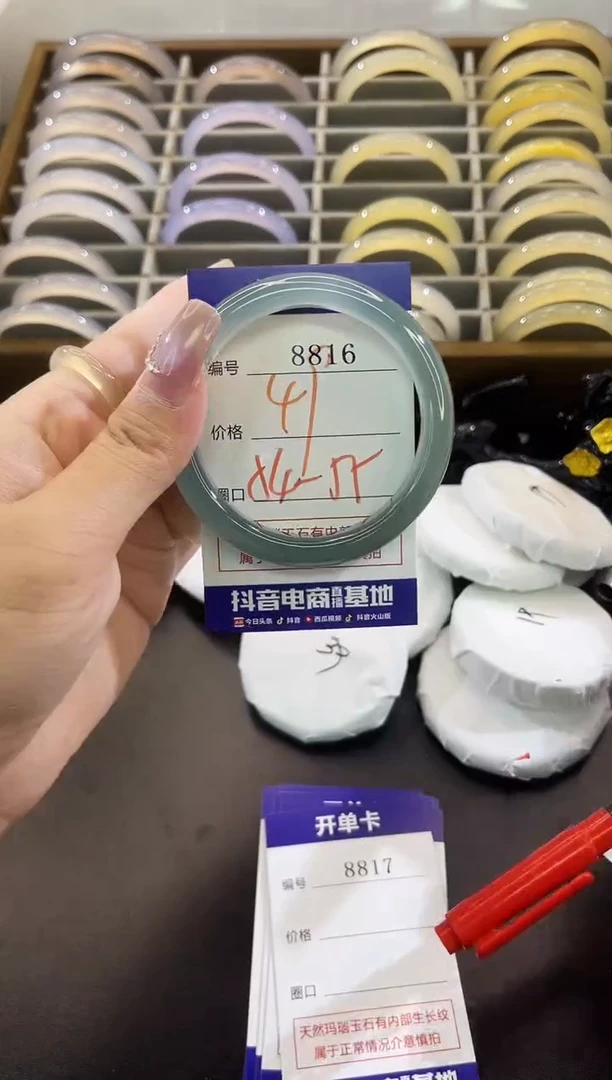 编号 8816
价格 41
圈口 54-55
抖音电商直播基地
今日头条 抖音 西瓜视频 抖音火山版
开单卡
编号 8817
价格
圈口
天然玛瑙玉石有内部生长纹
属于正常情况介意慎拍